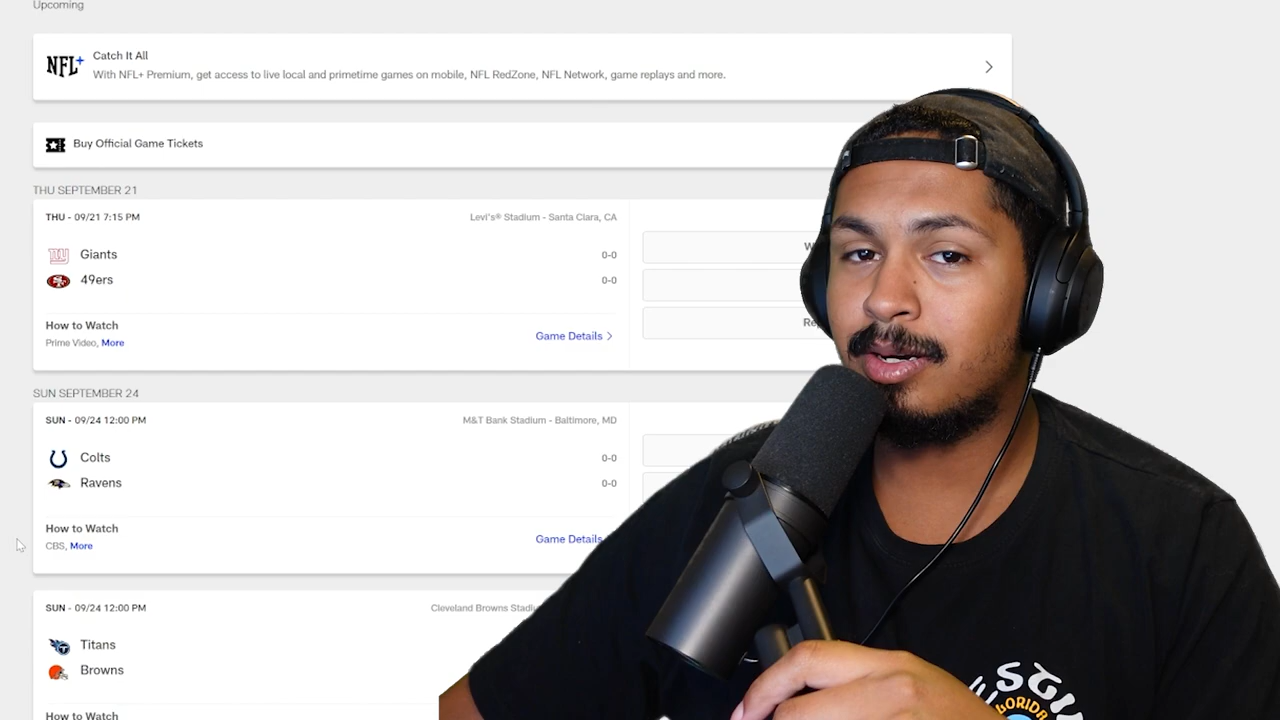 Upcoming
NFL+
Catch It All
With NFL+ Premium, get access to live local and primetime games on mobile, NFL RedZone, NFL Network, game replays and more.
Buy Official Game Tickets
THU SEPTEMBER 21
THU - 09/21 7:15 PM
Levi's® Stadium - Santa Clara, CA
Giants
0-0
49ers
0-0
How to Watch
Prime Video, More
Game Details
SUN SEPTEMBER 24
SUN - 09/24 12:00 PM
M&T Bank Stadium - Baltimore, MD
Colts
0-0
Ravens
0-0
How to Watch
CBS, More
Game Details
SUN - 09/24 12:00 PM
Cleveland Browns
Titans
Browns
How to Watch